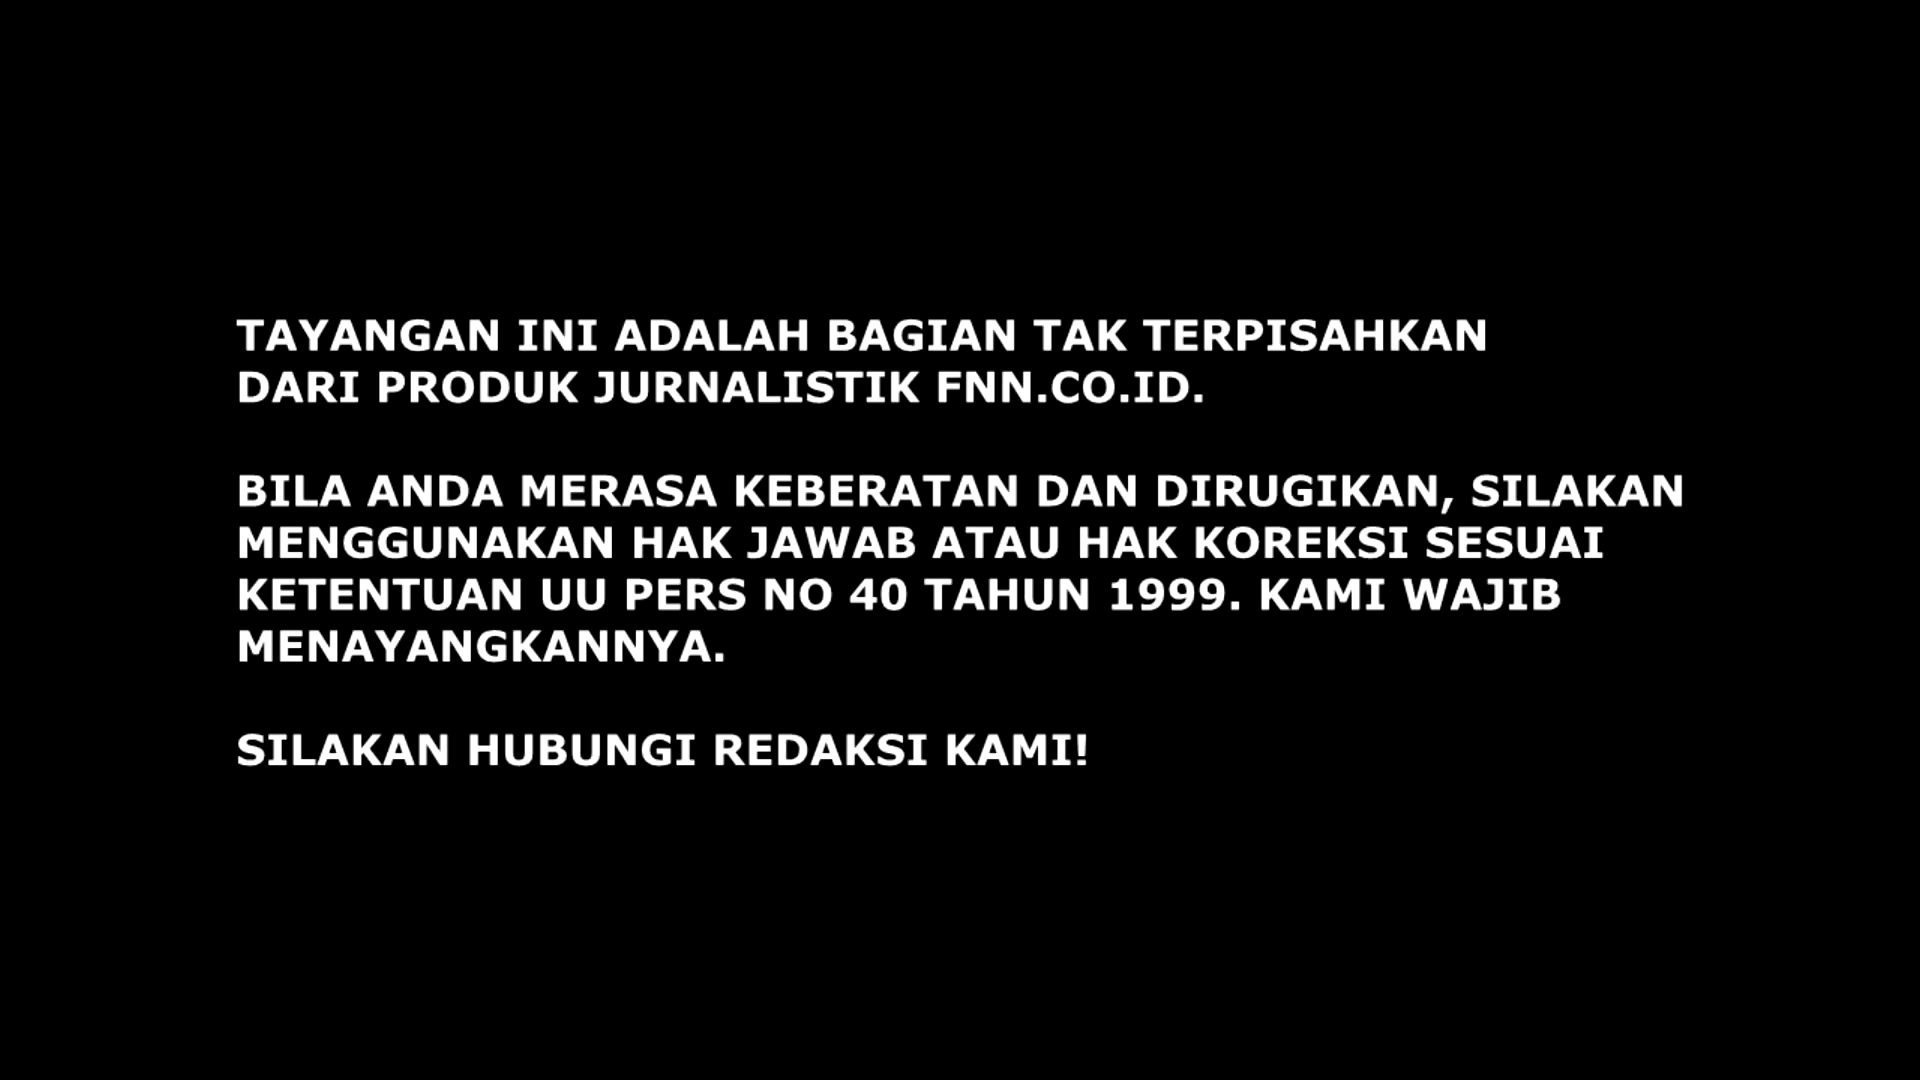 TAYANGAN INI ADALAH BAGIAN TAK TERPISAHKAN
DARI PRODUK JURNALISTIK FNN.CO.ID.
BILA ANDA MERASA KEBERATAN DAN DIRUGIKAN, SILAKAN
MENGGUNAKAN HAK JAWAB ATAU HAK KOREKSI SESUAI
KETENTUAN UU PERS NO 40 TAHUN 1999. KAMI WAJIB
MENAYANGKANNYA.
SILAKAN HUBUNGI REDAKSI KAMI!